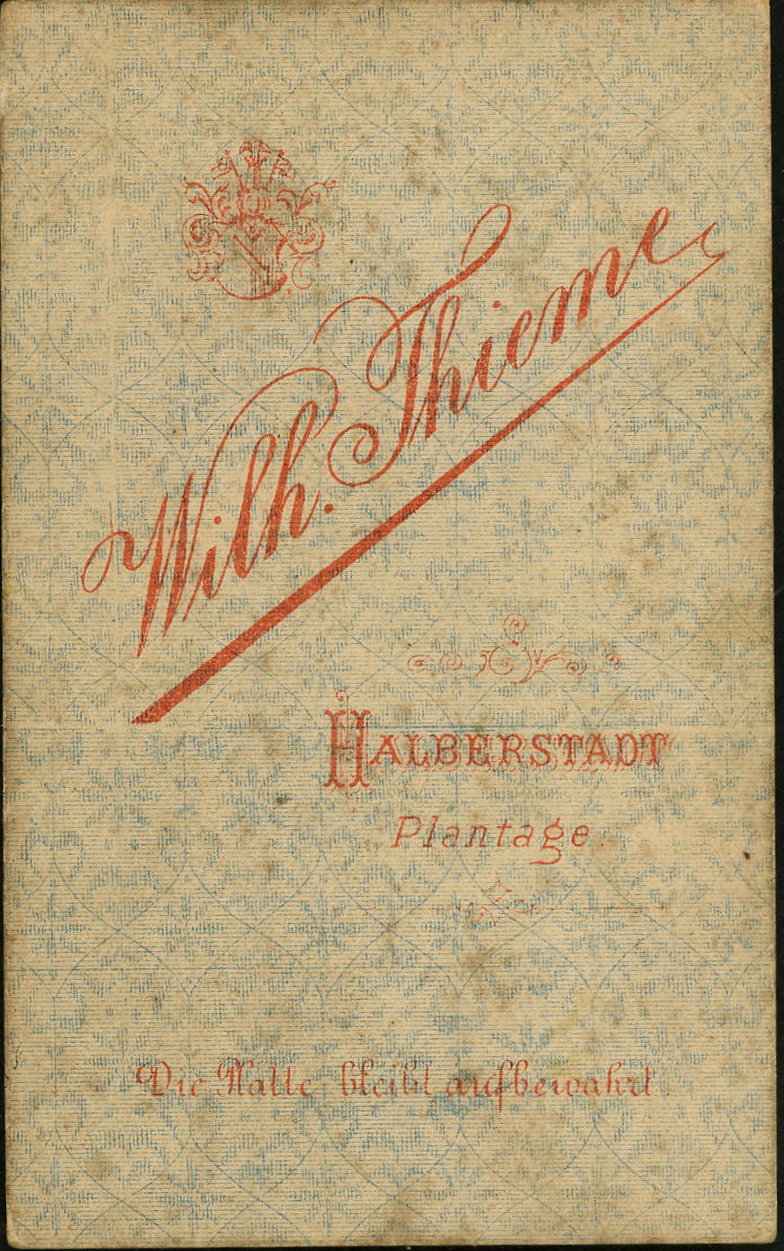 Wilh. Thieme
HALBERSTADT
Plantage.
Die Platte bleibt aufbewahrt.